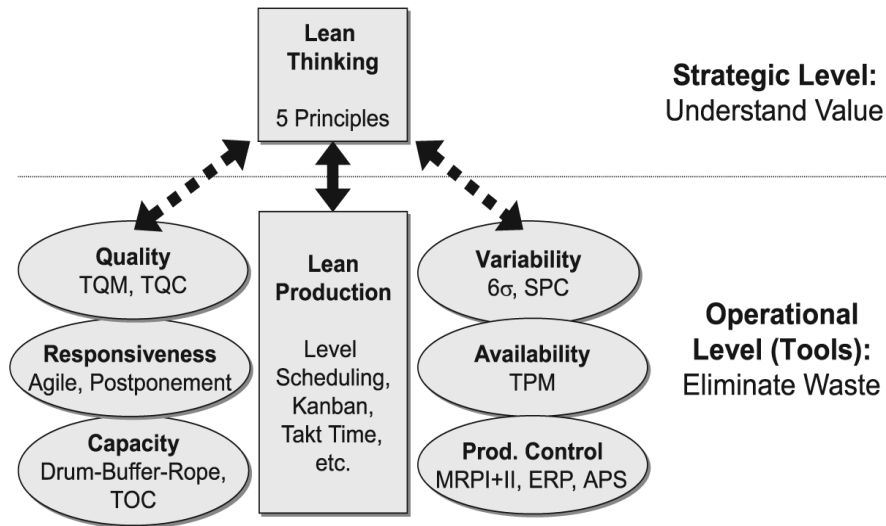 Lean
Thinking
5 Principles
Strategic Level:
Understand Value
Quality
TQM, TQC
Responsiveness
Agile, Postponement
Capacity
Drum-Buffer-Rope,
TOC
Lean
Production
Level
Scheduling,
Kanban,
Takt Time,
etc.
Variability
6σ, SPC
Availability
TPM
Prod. Control
MRPI+II, ERP, APS
Operational
Level (Tools):
Eliminate Waste